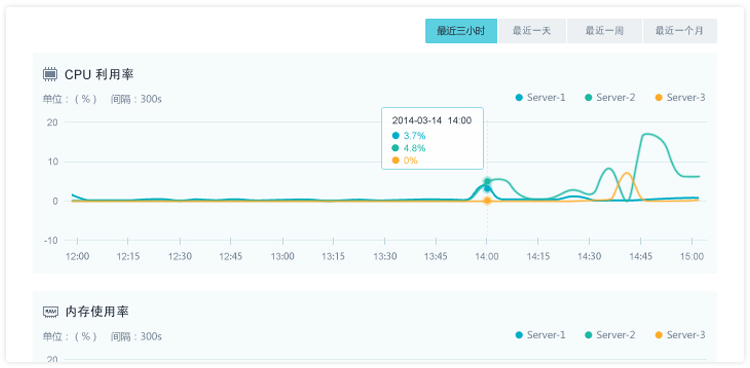 最近三小时 最近一天 最近一周 最近一个月
CPU 利用率
单位：（%） 间隔：300s Server-1 Server-2 Server-3
2014-03-14 14:00
3.7%
4.8%
0%
20
10
0
-10
12:00 12:15 12:30 12:45 13:00 13:15 13:30 13:45 14:00 14:15 14:30 14:45 15:00
RAM 内存使用率
单位：（%） 间隔：300s Server-1 Server-2 Server-3
20